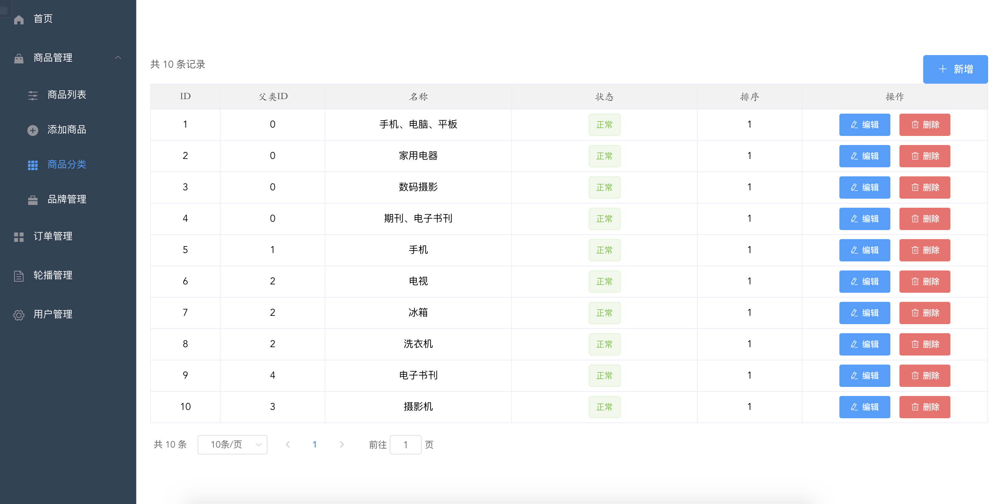 首页
商品管理
商品列表
添加商品
商品分类
品牌管理
订单管理
轮播管理
用户管理
共 10 条记录
新增
ID 父类ID 名称 状态 排序 操作
1 0 手机、电脑、平板 正常 1 编辑 删除
2 0 家用电器 正常 1 编辑 删除
3 0 数码摄影 正常 1 编辑 删除
4 0 期刊、电子书刊 正常 1 编辑 删除
5 1 手机 正常 1 编辑 删除
6 2 电视 正常 1 编辑 删除
7 2 冰箱 正常 1 编辑 删除
8 2 洗衣机 正常 1 编辑 删除
9 4 电子书刊 正常 1 编辑 删除
10 3 摄影机 正常 1 编辑 删除
共 10 条 10条/页 1 前往 1 页